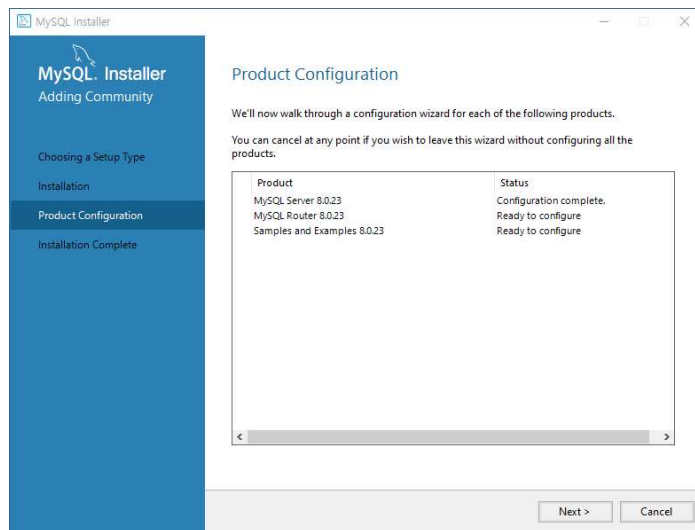 MySQL Installer
MySQL. Installer
Adding Community
Choosing a Setup Type
Installation
Product Configuration
Installation Complete
Product Configuration
We'll now walk through a configuration wizard for each of the following products.
You can cancel at any point if you wish to leave this wizard without configuring all the
products.
Product Status
MySQL Server 8.0.23 Configuration complete.
MySQL Router 8.0.23 Ready to configure
Samples and Examples 8.0.23 Ready to configure
Next > Cancel